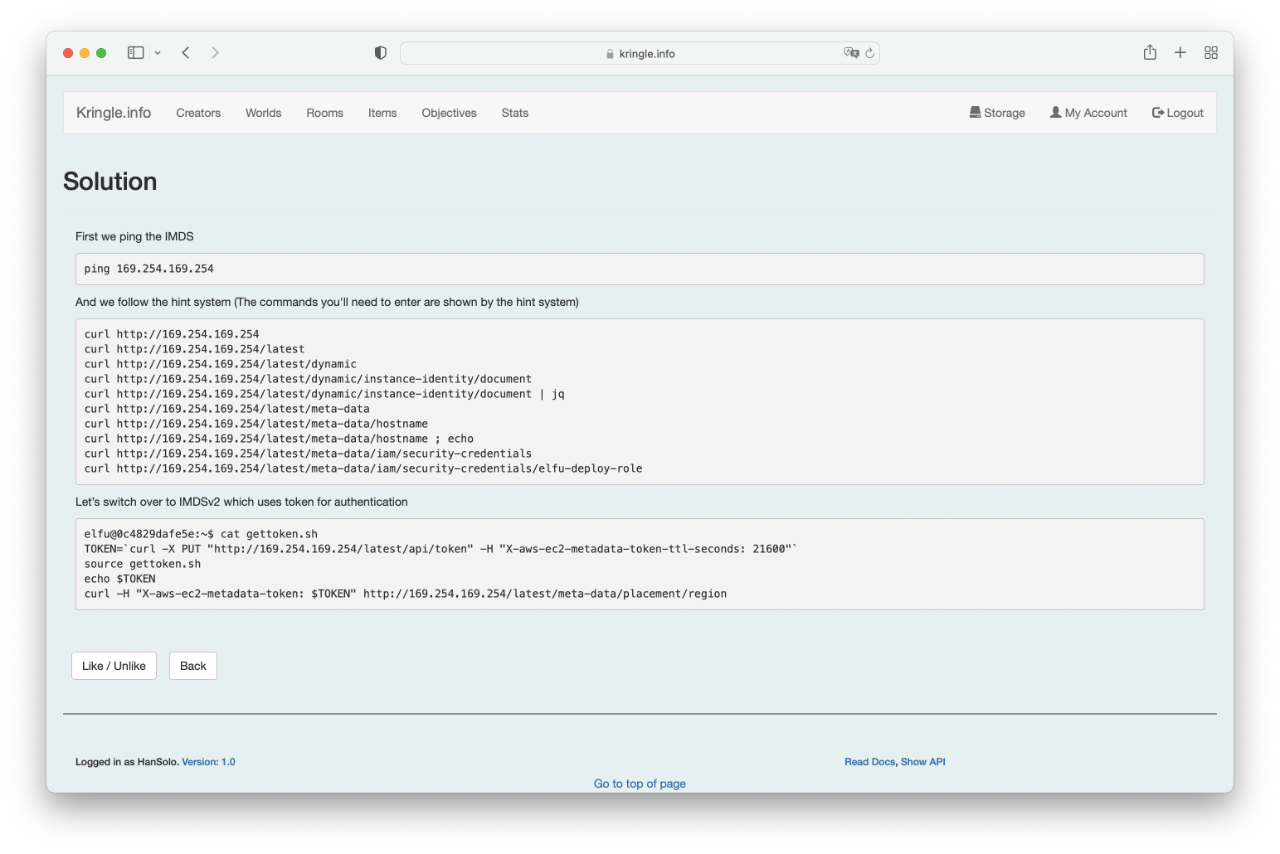 kringle.info
Kringle.info Creators Worlds Rooms Items Objectives Stats Storage My Account Logout
Solution
First we ping the IMDS
ping 169.254.169.254
And we follow the hint system (The commands you'll need to enter are shown by the hint system)
curl http://169.254.169.254
curl http://169.254.169.254/latest
curl http://169.254.169.254/latest/dynamic
curl http://169.254.169.254/latest/dynamic/instance-identity/document
curl http://169.254.169.254/latest/dynamic/instance-identity/document | jq
curl http://169.254.169.254/latest/meta-data
curl http://169.254.169.254/latest/meta-data/hostname
curl http://169.254.169.254/latest/meta-data/hostname ; echo
curl http://169.254.169.254/latest/meta-data/iam/security-credentials
curl http://169.254.169.254/latest/meta-data/iam/security-credentials/elfu-deploy-role
Let's switch over to IMDSv2 which uses token for authentication
elfu@0c4829dafe5e:~$ cat gettoken.sh
TOKEN=`curl -X PUT "http://169.254.169.254/latest/api/token" -H "X-aws-ec2-metadata-token-ttl-seconds: 21600"`
source gettoken.sh
echo $TOKEN
curl -H "X-aws-ec2-metadata-token: $TOKEN" http://169.254.169.254/latest/meta-data/placement/region
Like / Unlike Back
Logged in as HanSolo. Version: 1.0 Read Docs, Show API
Go to top of page